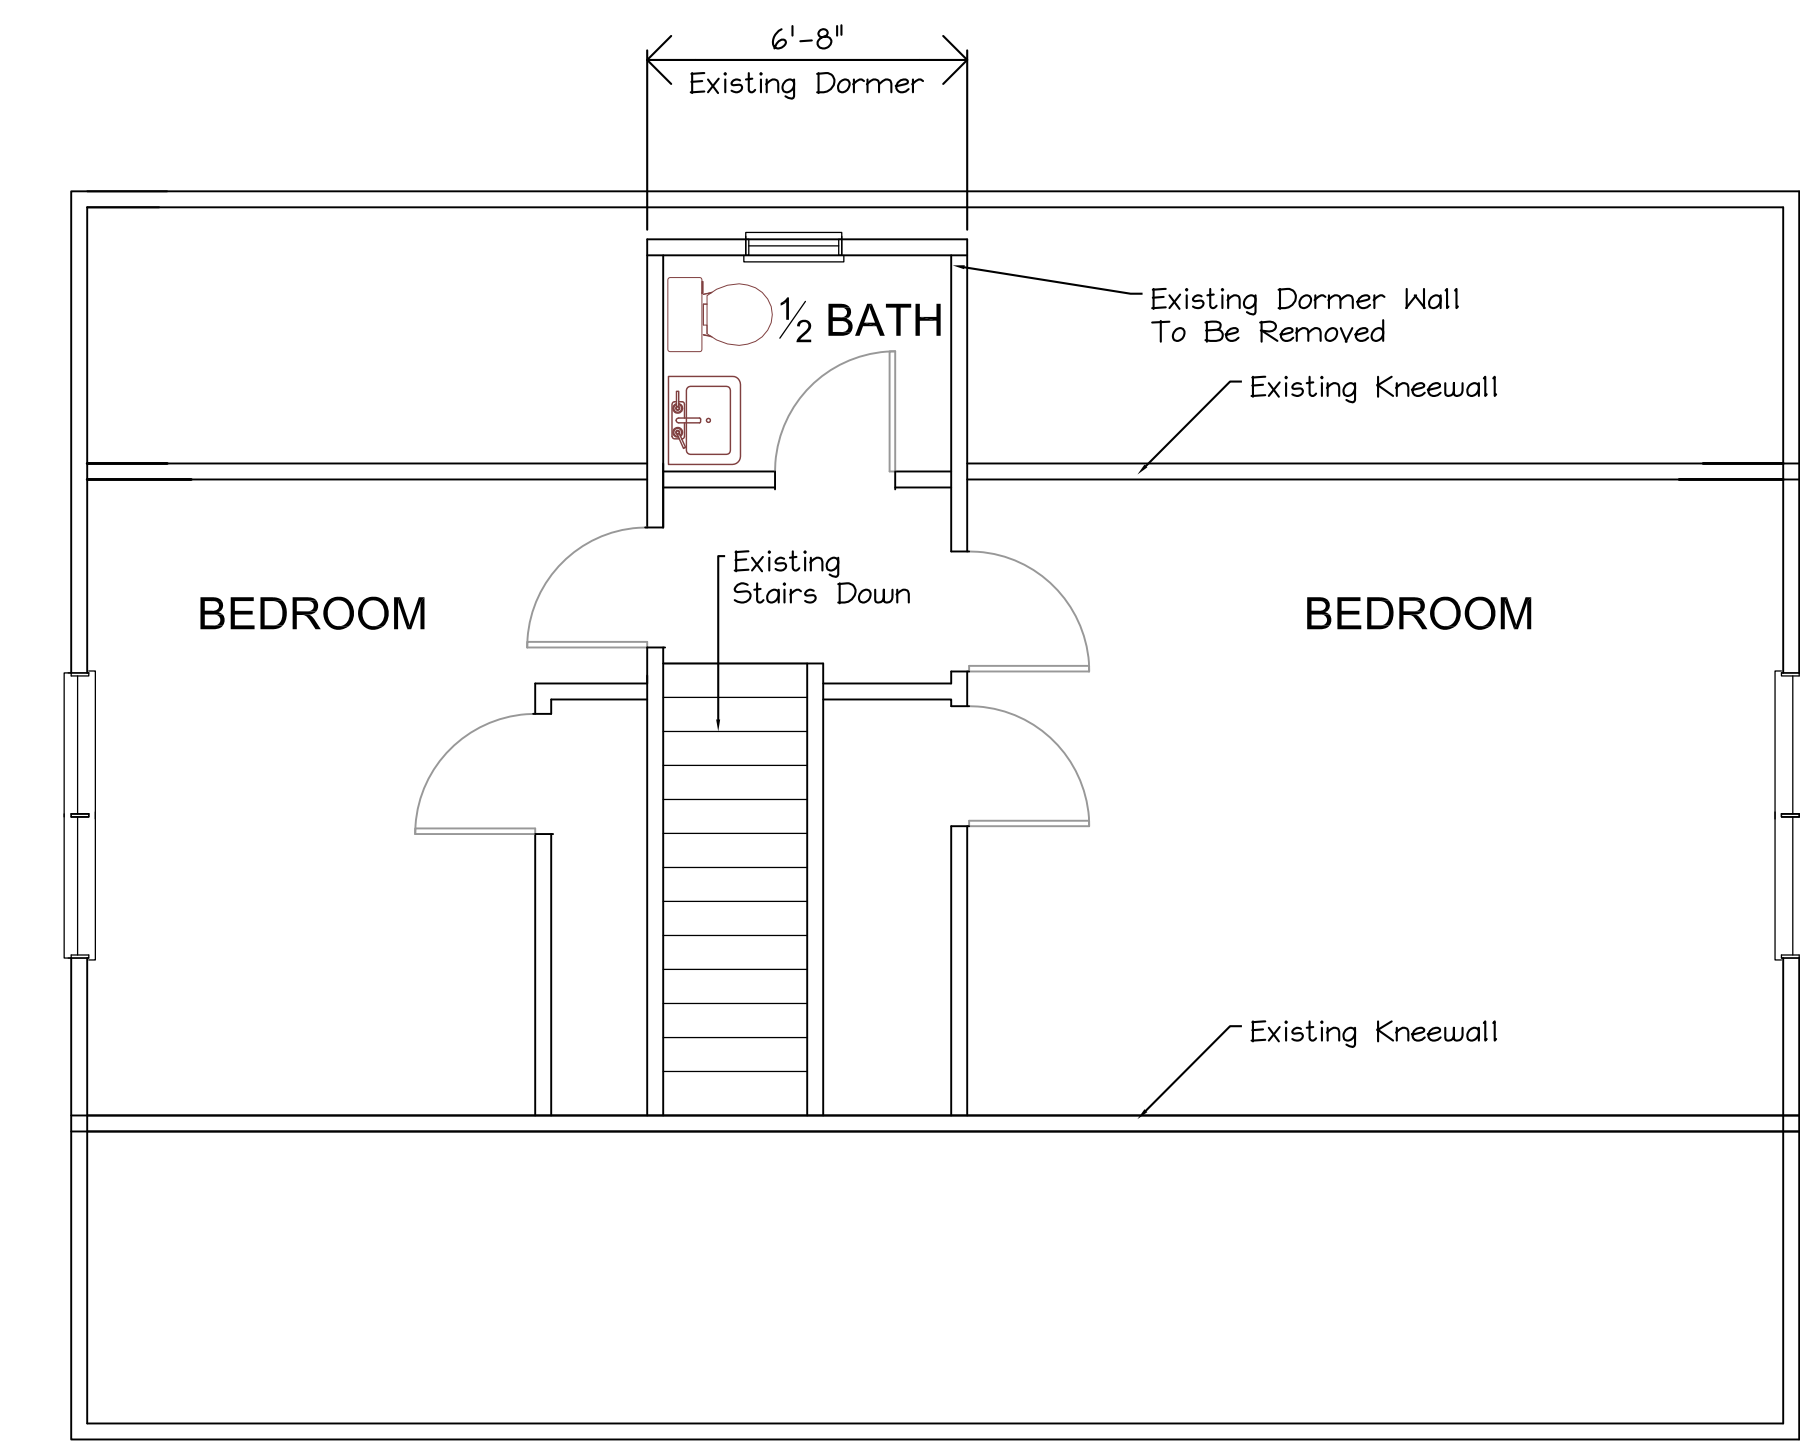 6'-8"
Existing Dormer
½ BATH
Existing Dormer Wall
To Be Removed
Existing Kneewall
Existing
Stairs Down
BEDROOM
BEDROOM
Existing Kneewall